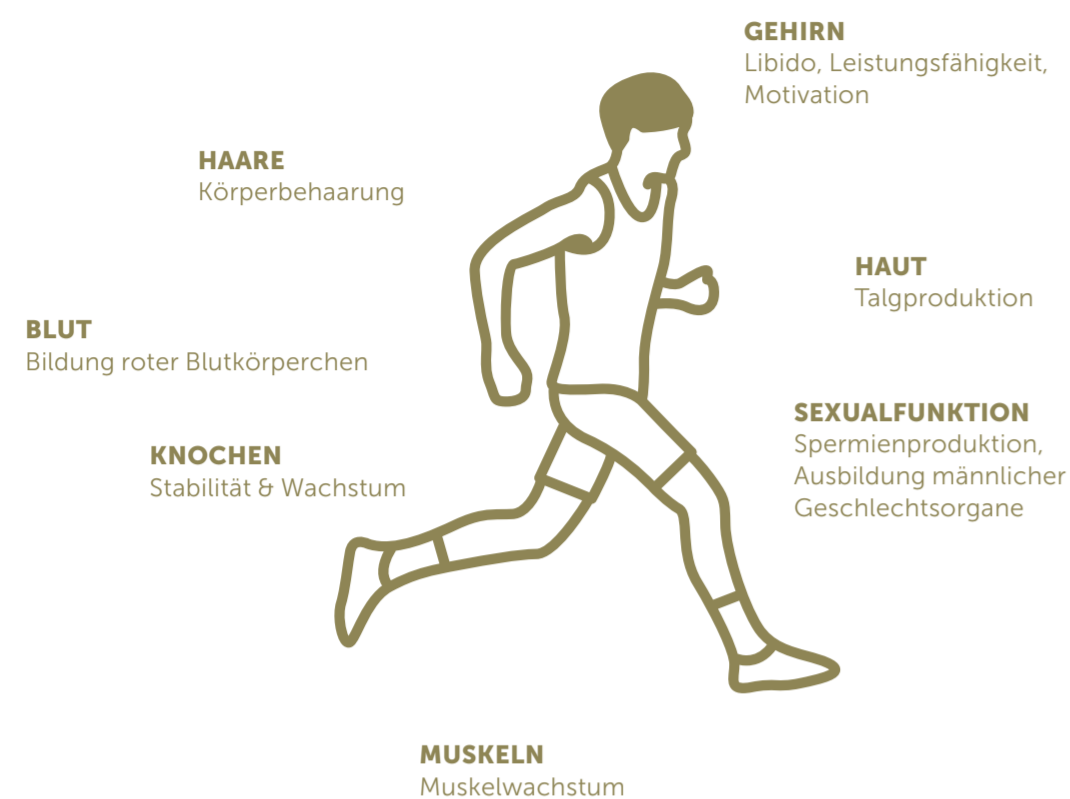 GEHIRN
Libido, Leistungsfähigkeit,
Motivation
HAARE
Körperbehaarung
HAUT
Talgproduktion
BLUT
Bildung roter Blutkörperchen
SEXUALFUNKTION
Spermienproduktion,
Ausbildung männlicher
Geschlechtsorgane
KNOCHEN
Stabilität & Wachstum
MUSKELN
Muskelwachstum